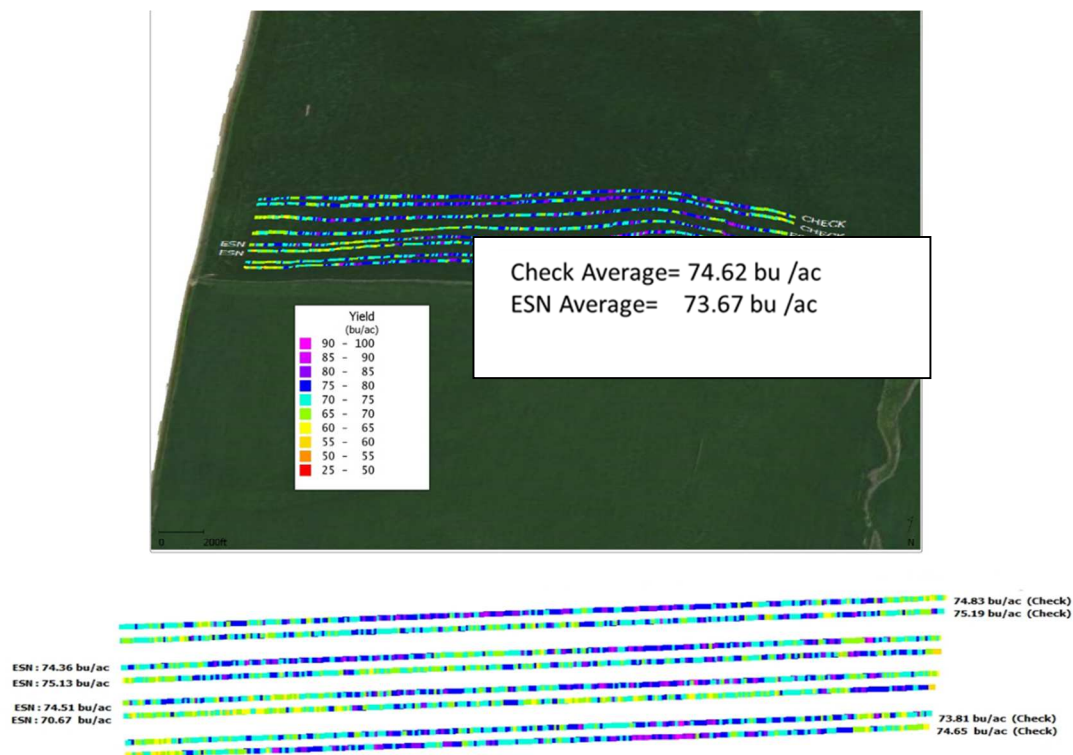 CHECK
CHECK
ESN
ESN
Check Average= 74.62 bu /ac
ESN Average= 73.67 bu /ac
Yield
(bu/ac)
90 - 100
85 - 90
80 - 85
75 - 80
70 - 75
65 - 70
60 - 65
55 - 60
50 - 55
25 - 50
0 200ft
N
74.83 bu/ac (Check)
75.19 bu/ac (Check)
ESN : 74.36 bu/ac
ESN : 75.13 bu/ac
ESN : 74.51 bu/ac
ESN : 70.67 bu/ac
73.81 bu/ac (Check)
74.65 bu/ac (Check)